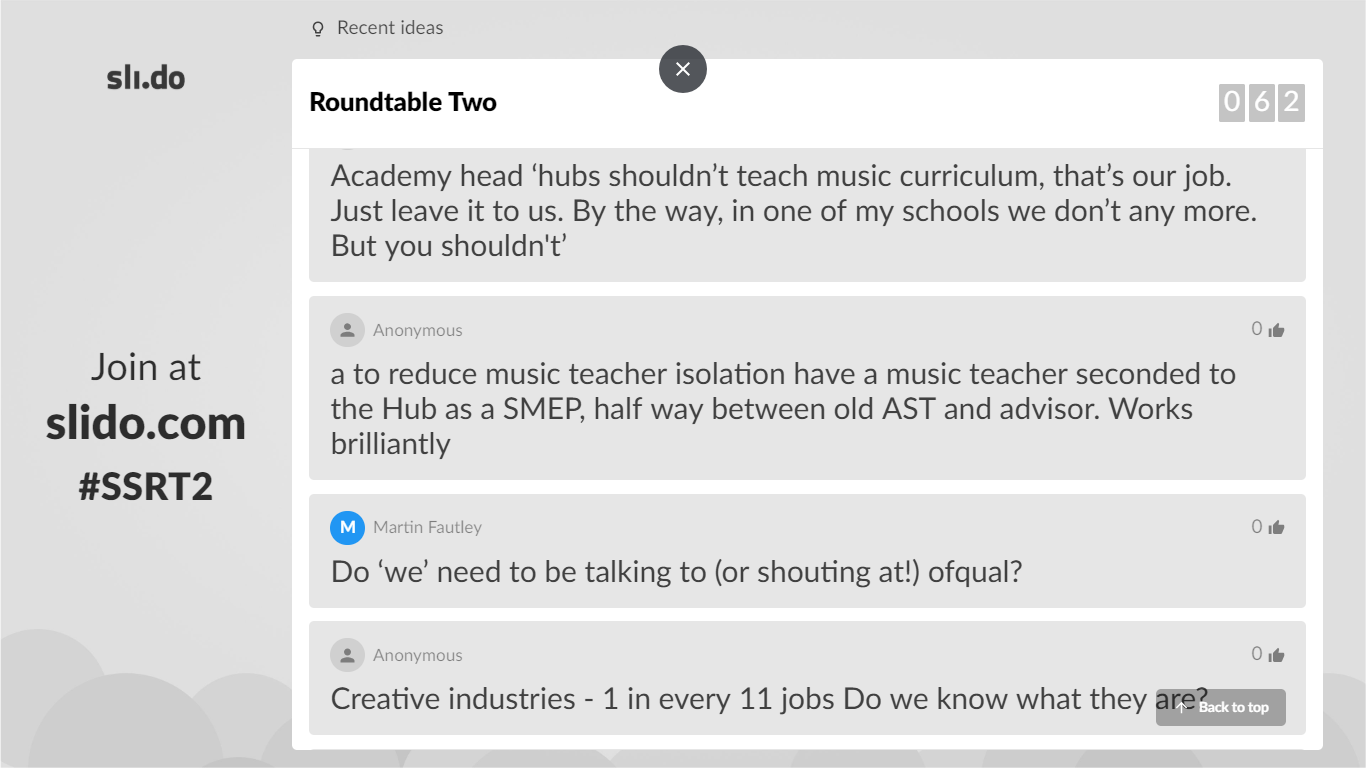 Recent ideas
sli.do
Roundtable Two
062
Academy head ‘hubs shouldn’t teach music curriculum, that’s our job.
Just leave it to us. By the way, in one of my schools we don’t any more.
But you shouldn't’
Anonymous
0
a to reduce music teacher isolation have a music teacher seconded to
the Hub as a SMEP, half way between old AST and advisor. Works
brilliantly
Join at
slido.com
#SSRT2
M
Martin Fautley
0
Do ‘we’ need to be talking to (or shouting at!) ofqual?
Anonymous
0
Creative industries - 1 in every 11 jobs Do we know what they are?
Back to top